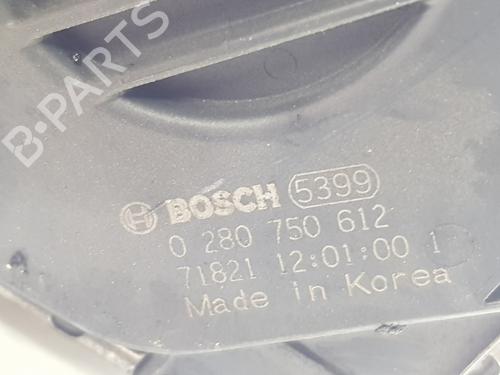 B-PARTS
BOSCH 5399
0 280 750 612
71821 12:01:00 1
Made in Korea